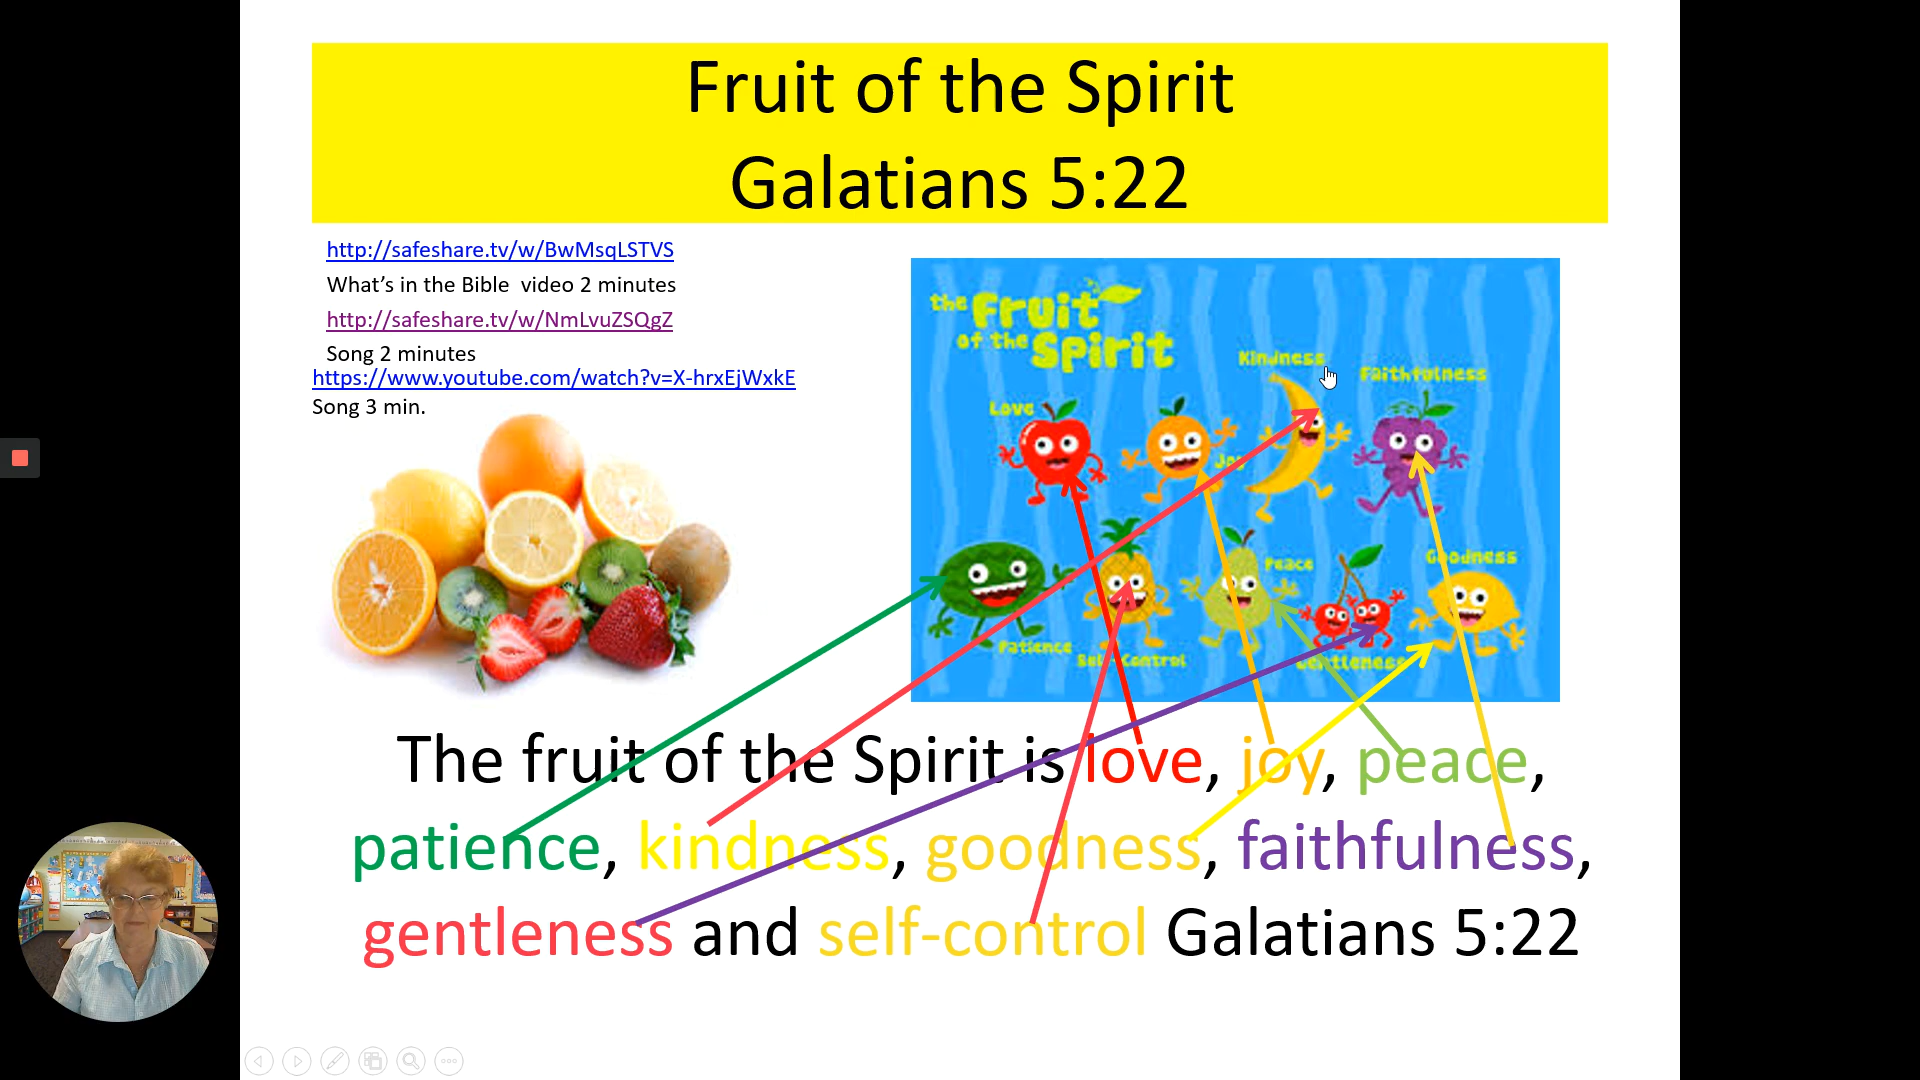 Fruit of the Spirit
Galatians 5:22
http://safeshare.tv/w/BwMsqLSTVS
What’s in the Bible  video 2 minutes
http://safeshare.tv/w/NmLvuZSQgZ
Song 2 minutes
https://www.youtube.com/watch?v=X-hrxEjWxkE
Song 3 min.
the Fruit
of the Spirit
Kindness
Faithfulness
Love
Joy
Goodness
Peace
Patience
Self-Control
Gentleness
The fruit of the Spirit is love, joy, peace,
patience, kindness, goodness, faithfulness,
gentleness and self-control Galatians 5:22